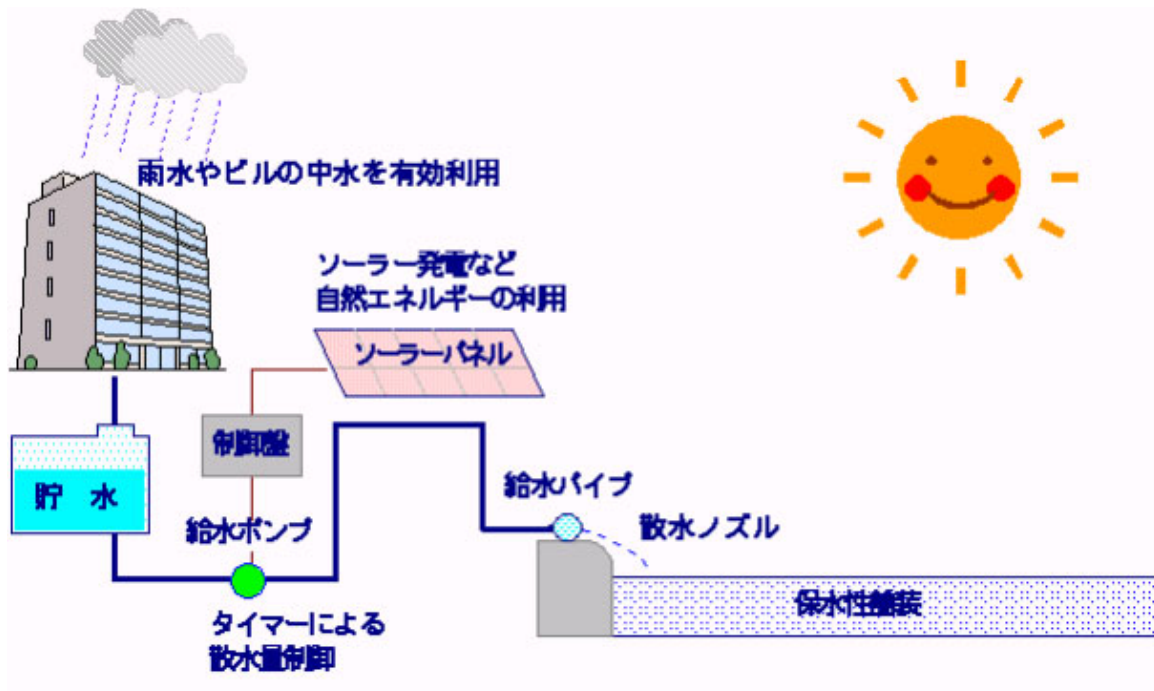 雨水やビルの中水を有効利用
ソーラー発電など
自然エネルギーの利用
ソーラーパネル
制御盤
貯 水
給水ポンプ
給水パイプ
散水ノズル
保水性舗装
タイマーによる
散水量制御